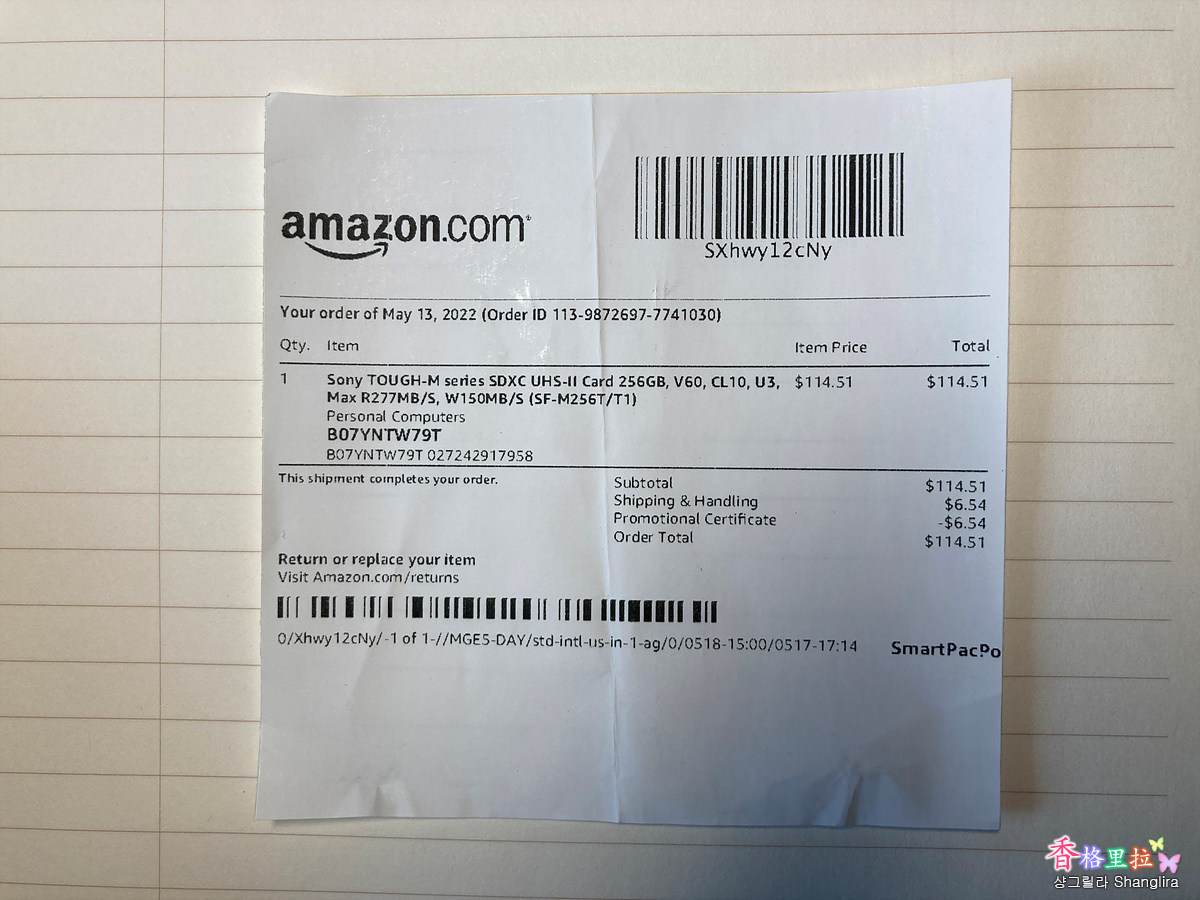 amazon.com
SXhwy12cNy
Your order of May 13, 2022 (Order ID 113-9872697-7741030)
Qty. Item Item Price Total
1 Sony TOUGH-M series SDXC UHS-II Card 256GB, V60, CL10, U3, $114.51 $114.51
Max R277MB/S, W150MB/S (SF-M256T/T1)
Personal Computers
B07YNTW79T
B07YNTW79T 027242917958
This shipment completes your order.
Subtotal $114.51
Shipping & Handling $6.54
Promotional Certificate -$6.54
Order Total $114.51
Return or replace your item
Visit Amazon.com/returns
0/Xhwy12cNy/-1 of 1-//MGE5-DAY/std-intl-us-in-1-ag/0/0518-15:00/0517-17:14 SmartPacPo
香格里拉
샹그릴라 Shanglira